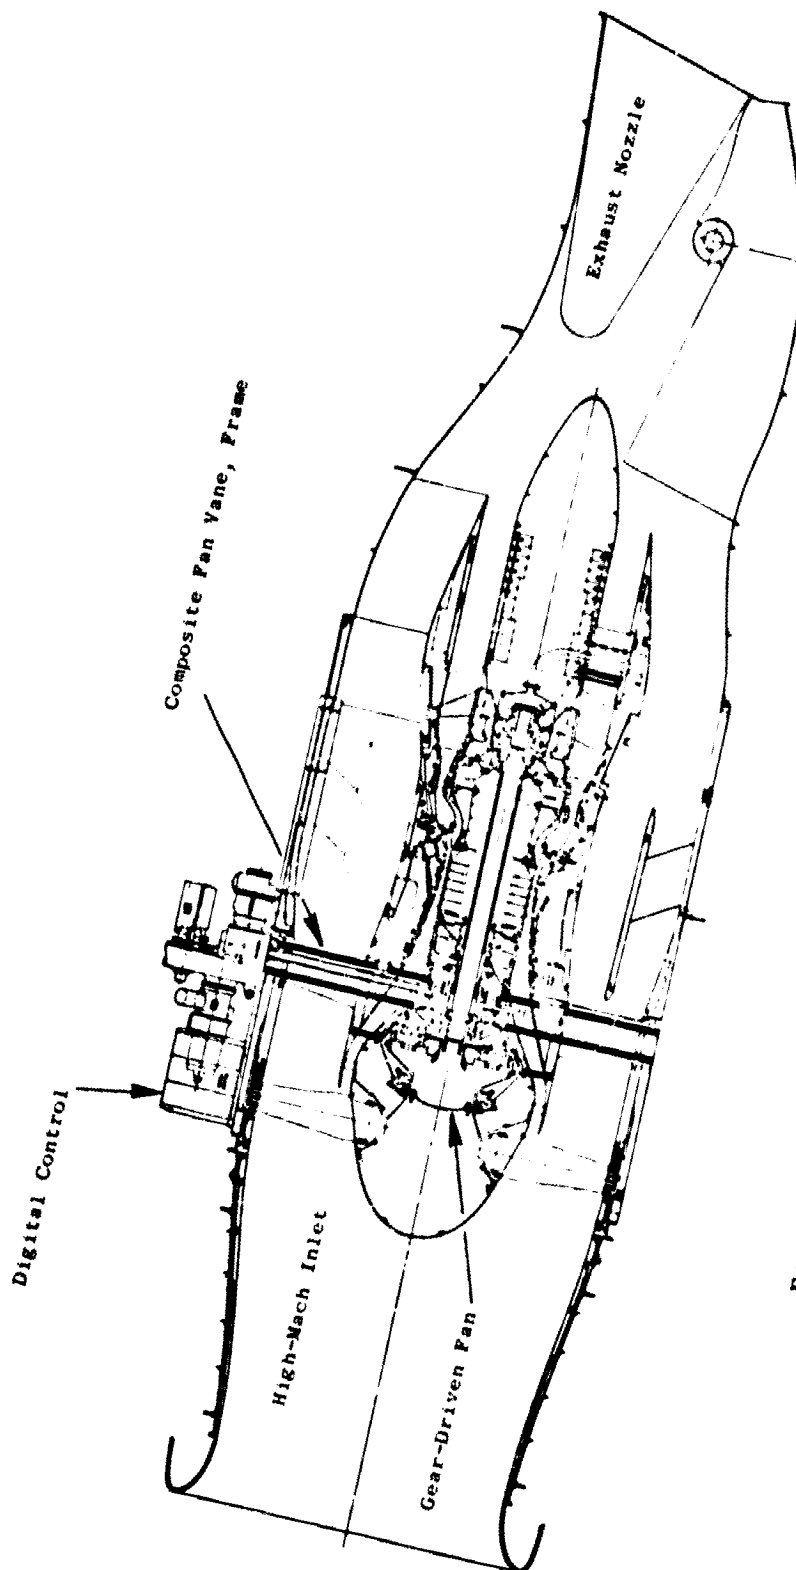 Exhaust Nozzle
Composite Fan Vane, Frame
Digital Control
High-Mach Inlet
Gear-Driven Fan